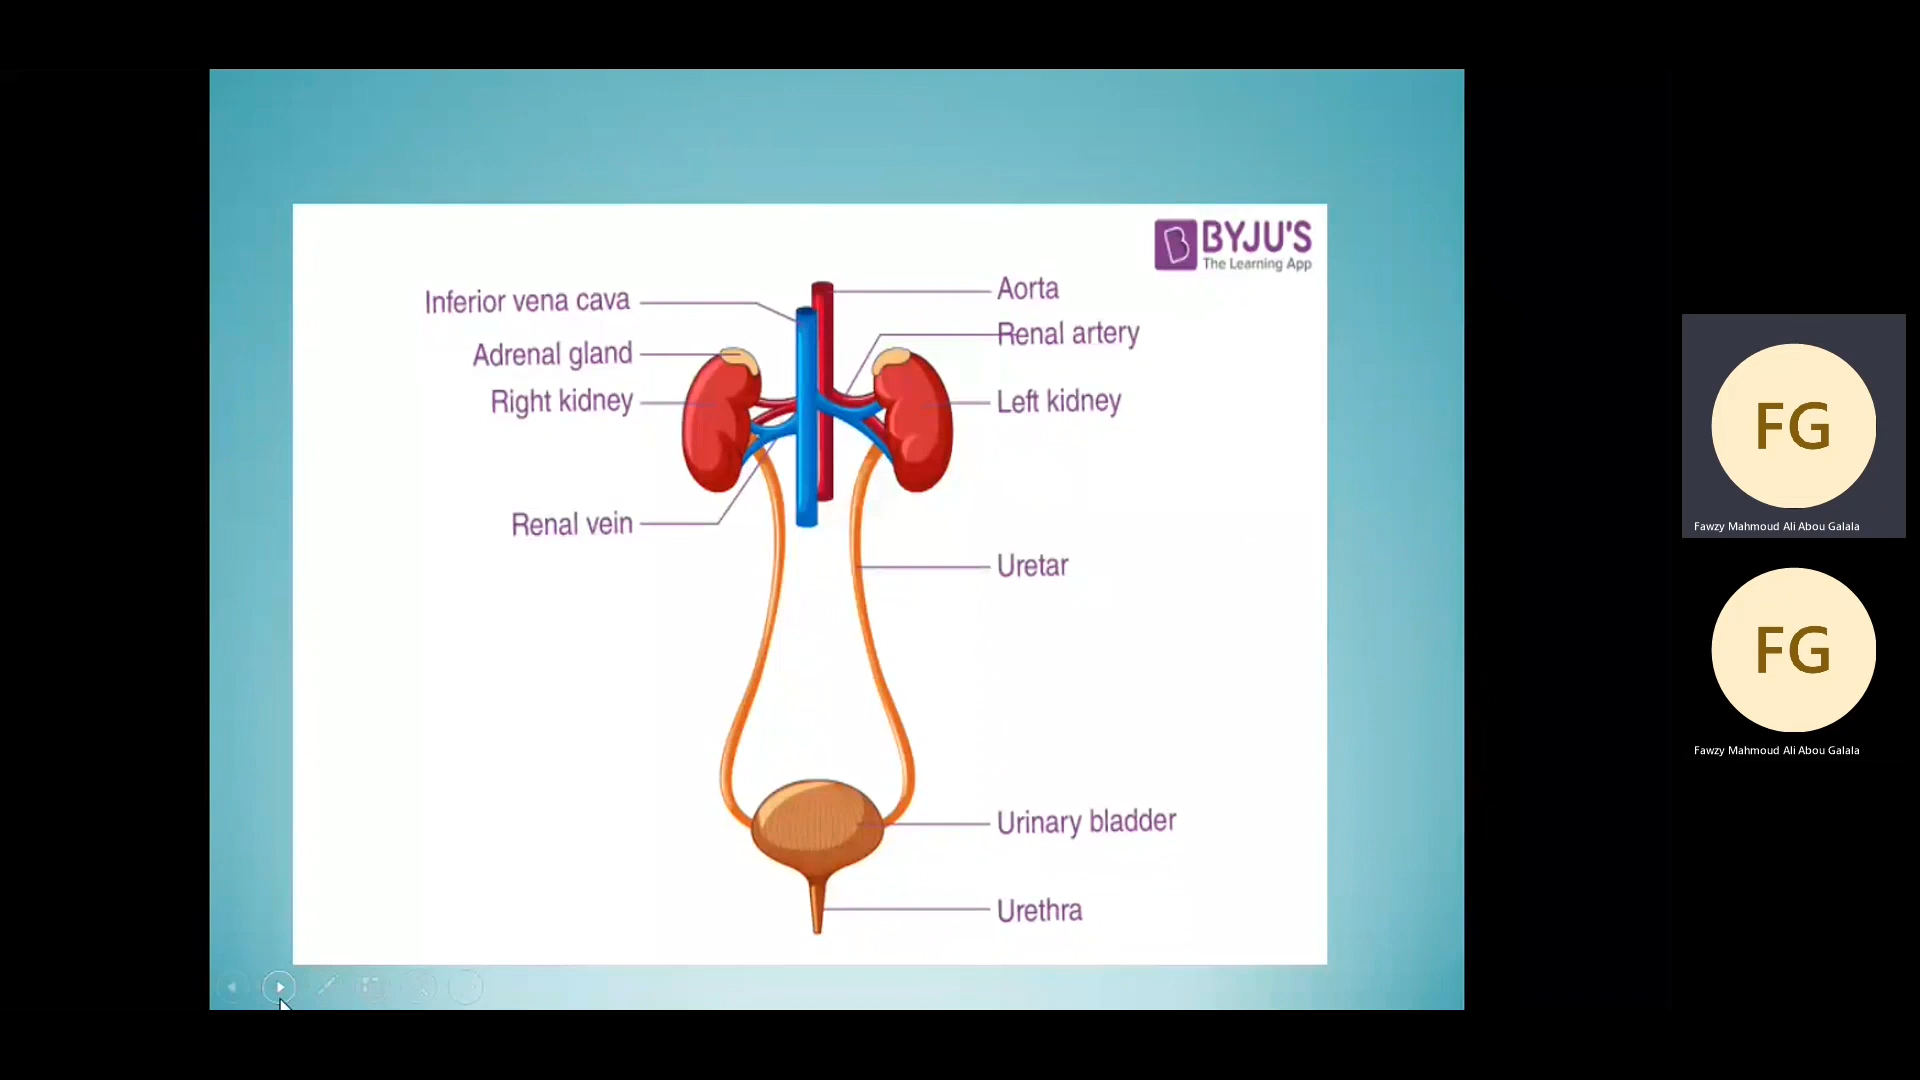 BYJU'S
The Learning App
Inferior vena cava
Adrenal gland
Right kidney
Renal vein
Aorta
Renal artery
Left kidney
Uretar
Urinary bladder
Urethra
FG
Fawzy Mahmoud Ali Abou Galala
FG
Fawzy Mahmoud Ali Abou Galala